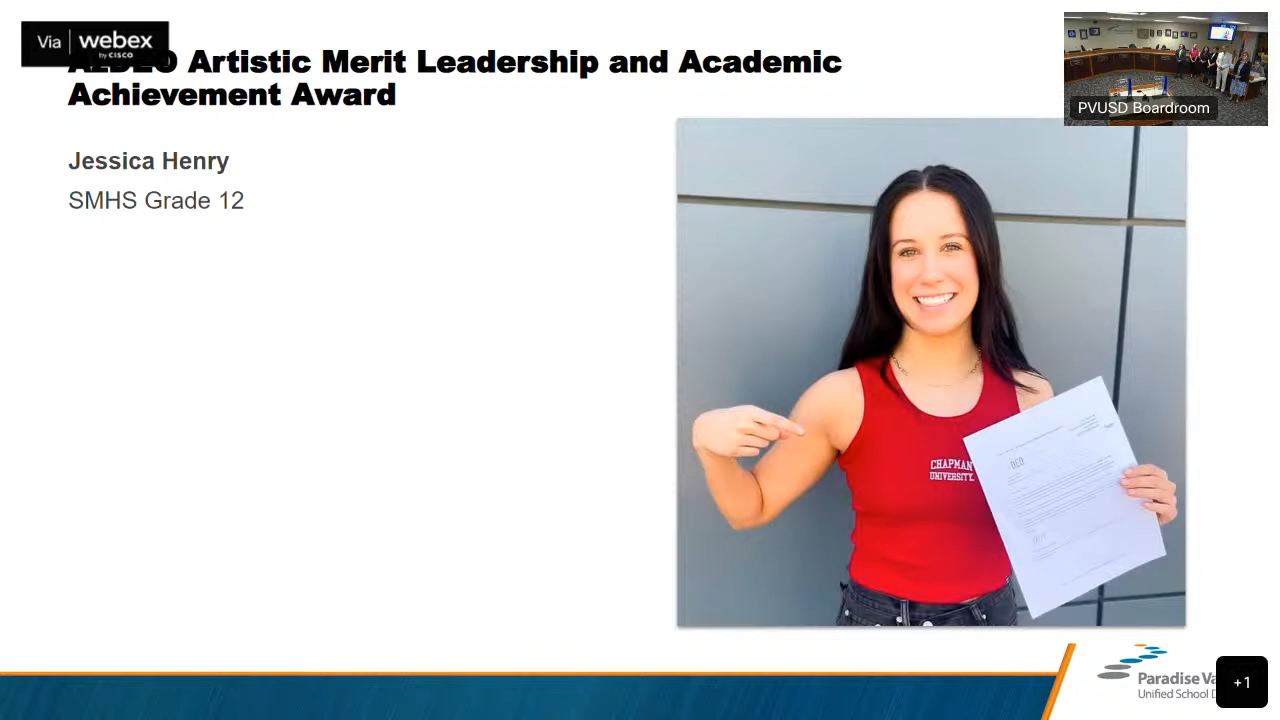 Via webex
by CISCO
Artistic Merit Leadership and Academic
Achievement Award
PVUSD Boardroom
Jessica Henry
SMHS Grade 12
CHAPMAN
UNIVERSITY.
DEO
Paradise Va
Unified School D
+1